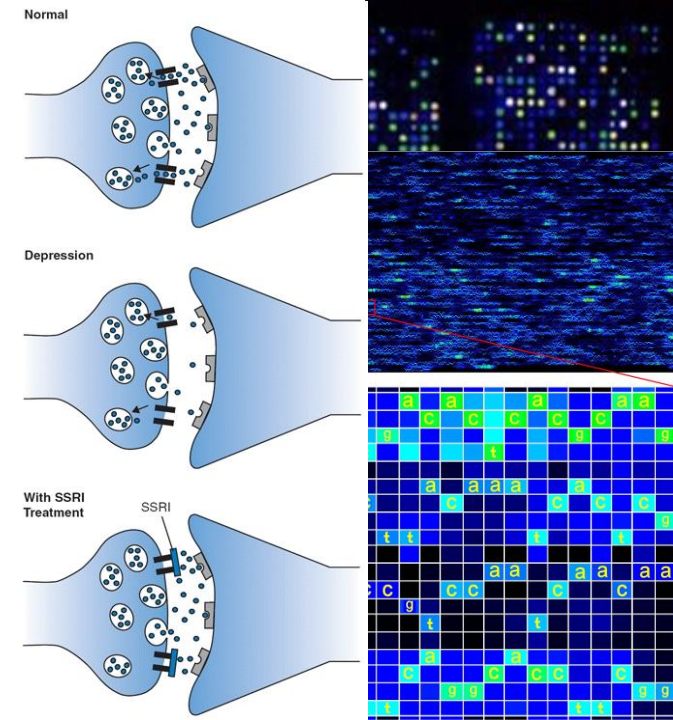 Normal
Depression
With SSRI
Treatment
SSRI
a a a a a
c c c c c
g g g
t
a a a a a
c c c c c
g
t t t t
a a a a a a
c c c c c c
g
t t
a a
c c c c c
g g g g
t t t